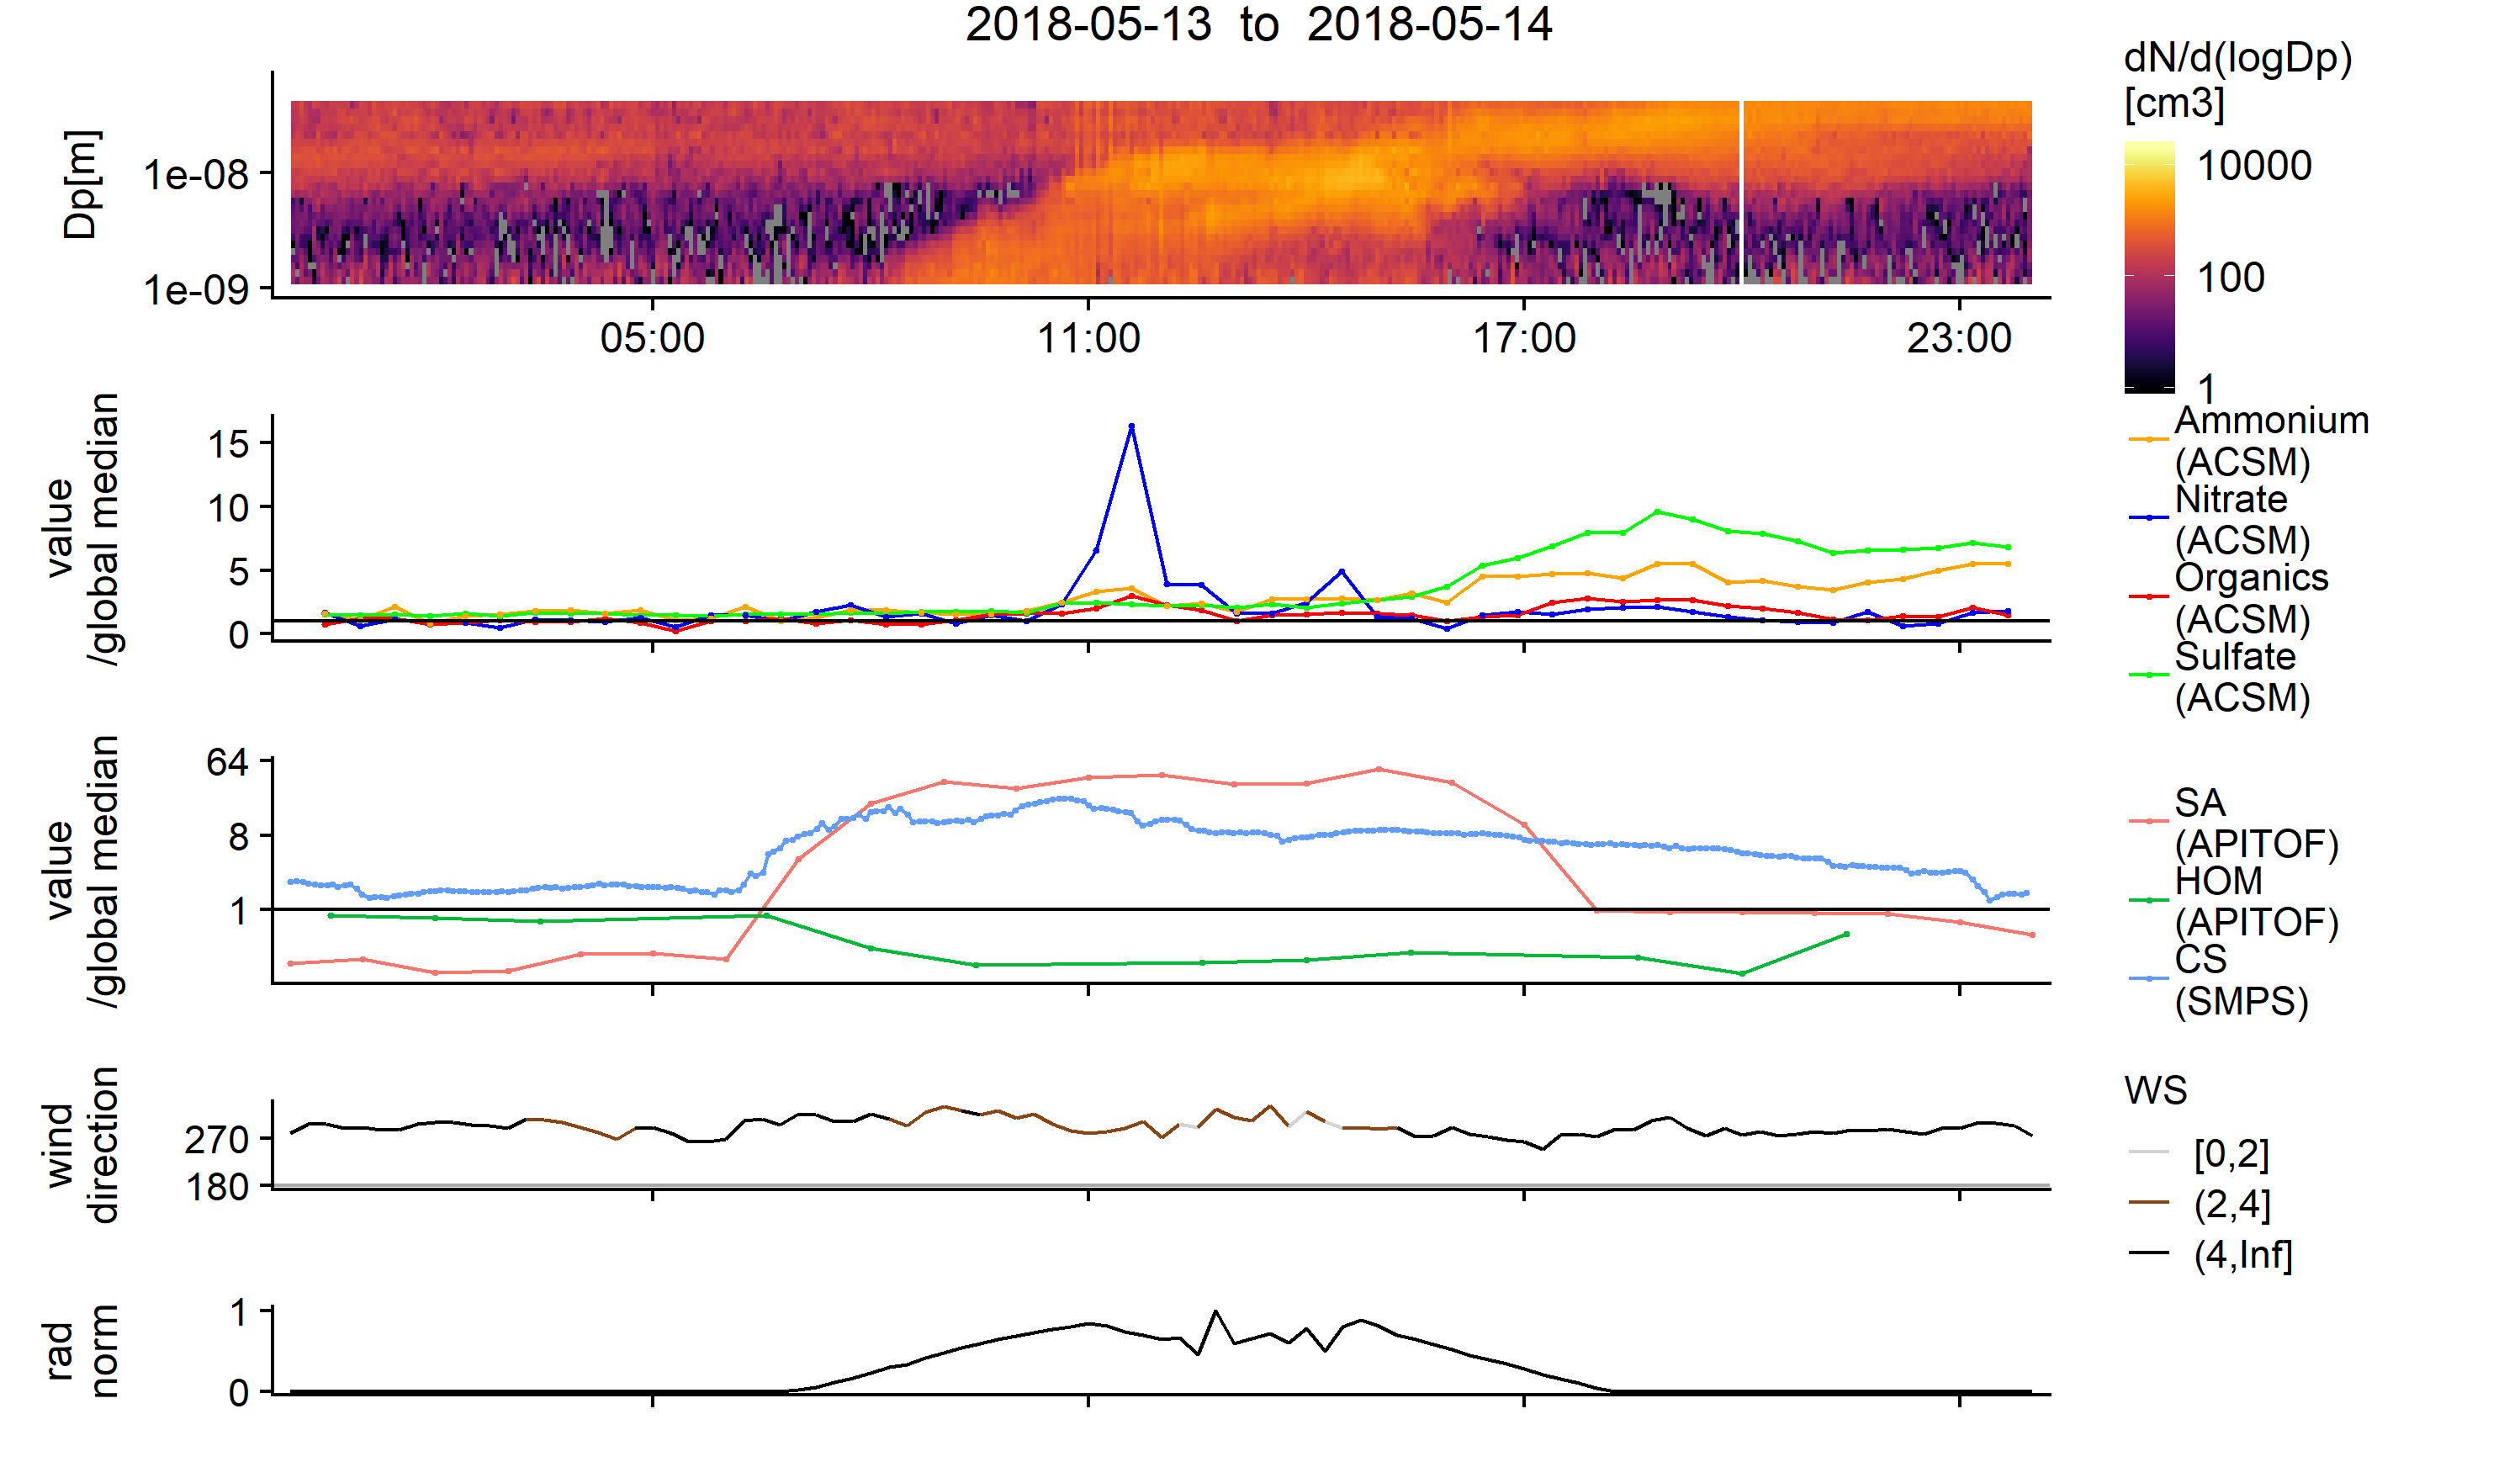 2018-05-13 to 2018-05-14
Dp[m]
1e-08
1e-09
05:00
11:00
17:00
23:00
dN/d(logDp)
[cm3]
10000
100
1
value
/global median
15
10
5
0
Ammonium
(ACSM)
Nitrate
(ACSM)
Organics
(ACSM)
Sulfate
(ACSM)
value
/global median
64
8
1
SA
(APITOF)
HOM
(APITOF)
CS
(SMPS)
wind
direction
270
180
WS
[0,2]
(2,4]
(4,Inf]
rad
norm
1
0